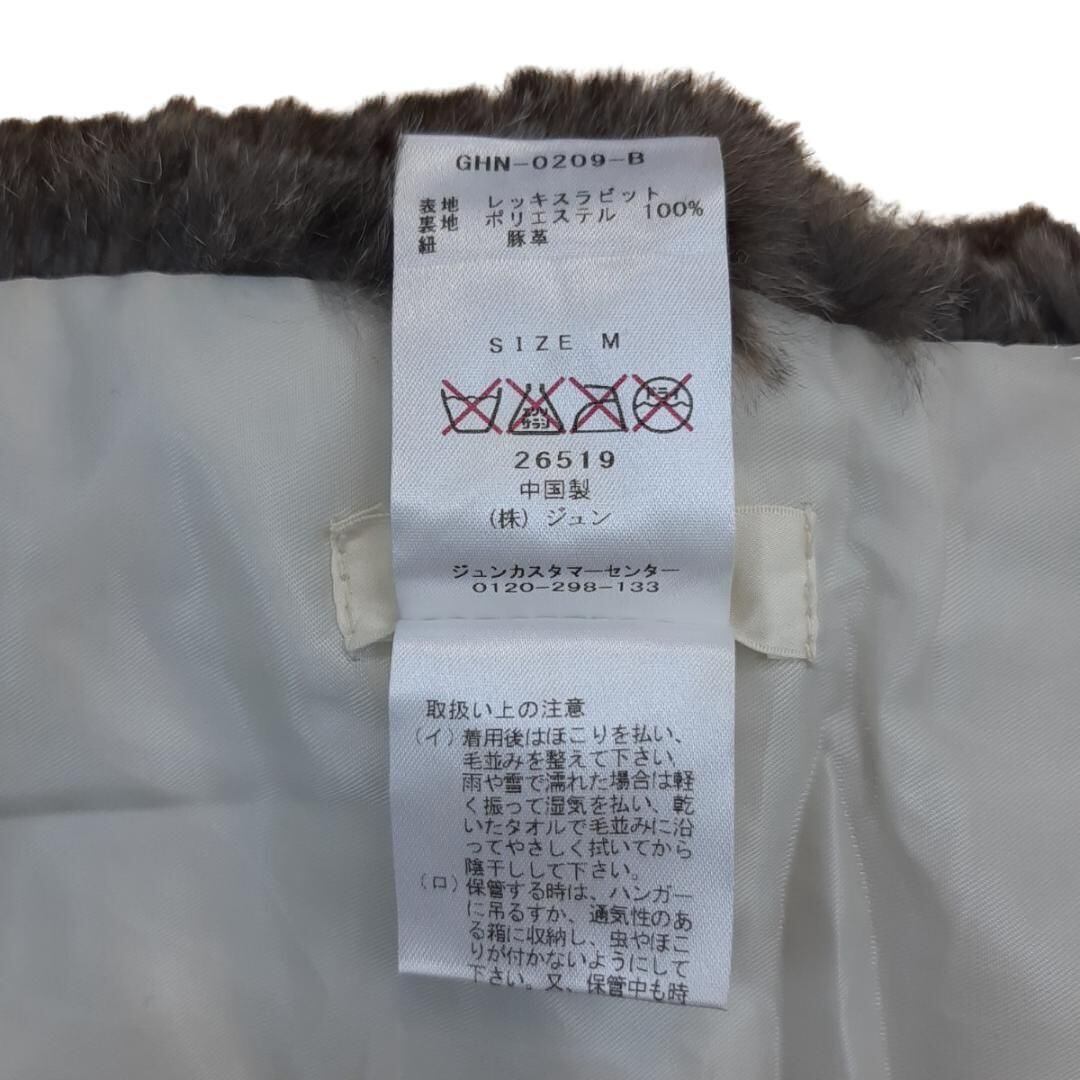 GHN-0209-B
表地 レッキスラビット
裏地 ポリエステル 100%
紐 豚革
SIZE M
エンソ サラシ ドライ
26519
中国製
(株)ジュン
ジュンカスタマーセンター
0120-298-133
取扱い上の注意
(イ)着用後はほこりを払い、
毛並みを整えて下さい。
雨や雪で濡れた場合は軽
く振って湿気を払い、乾
いたタオルで毛並みに沿
ってやさしく拭いてから
陰干しして下さい。
(ロ)保管する時は、ハンガー
に吊るすか、通気性のあ
る箱に収納し、虫やほこ
りが付かないようにして
下さい。又、保管中も時